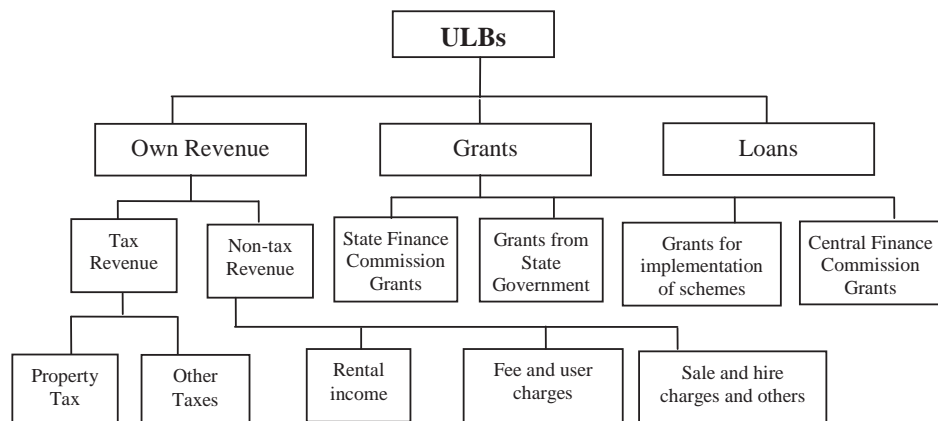 ULBs
Own Revenue
Grants
Loans
Tax
Revenue
Non-tax
Revenue
State Finance
Commission
Grants
Grants from
State
Government
Grants for
implementation
of schemes
Central Finance
Commission
Grants
Property
Tax
Other
Taxes
Rental
income
Fee and user
charges
Sale and hire
charges and others